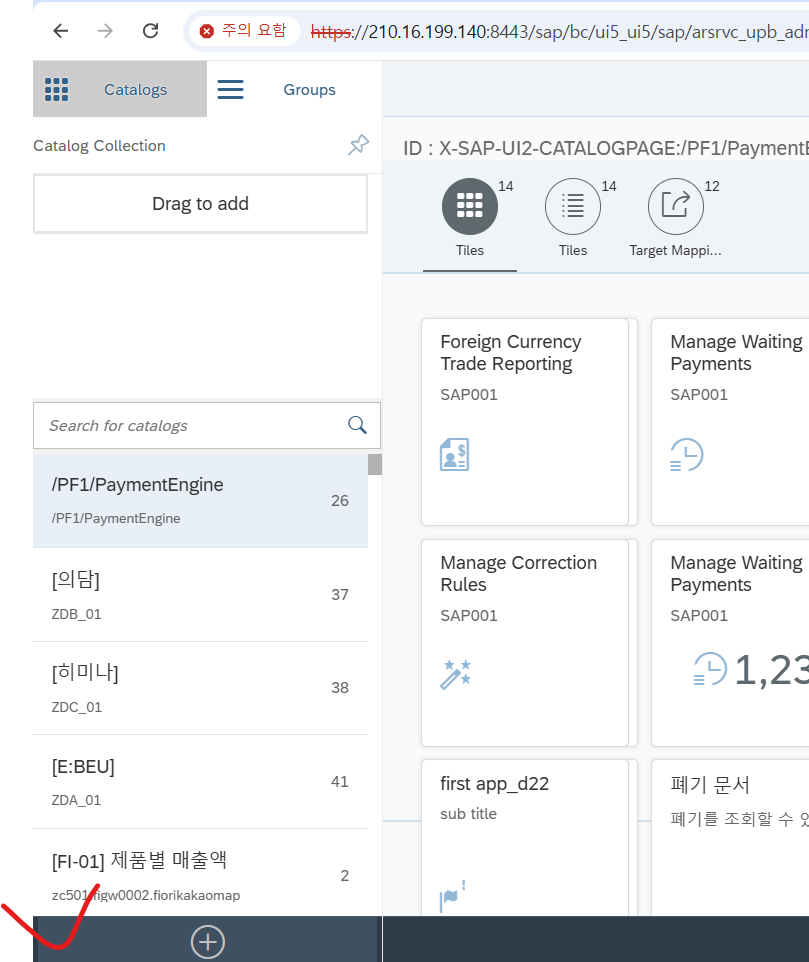 주의 요함 https://210.16.199.140:8443/sap/bc/ui5_ui5/sap/arsrvc_upb_adm
Catalogs Groups
Catalog Collection
ID : X-SAP-UI2-CATALOGPAGE:/PF1/PaymentE
Drag to add
14 14 12
Tiles Tiles Target Mappi...
Foreign Currency
Trade Reporting
SAP001
Manage Waiting
Payments
SAP001
Search for catalogs
/PF1/PaymentEngine
26
/PF1/PaymentEngine
[의담]
37
ZDB_01
[히미나]
38
ZDC_01
[E:BEU]
41
ZDA_01
[FI-01] 제품별 매출액
2
zc501.figw0002.fiorikakaomap
Manage Correction
Rules
SAP001
Manage Waiting
Payments
SAP001
1,23
first app_d22
sub title
폐기 문서
폐기를 조회할 수